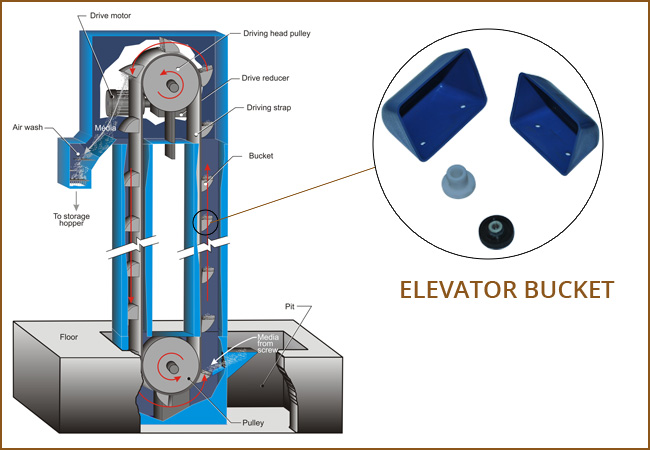 Drive motor
Driving head pulley
Drive reducer
Driving strap
Air wash
Media
Bucket
To storage
hopper
ELEVATOR BUCKET
Pit
Floor
Media
from
screw
Pulley